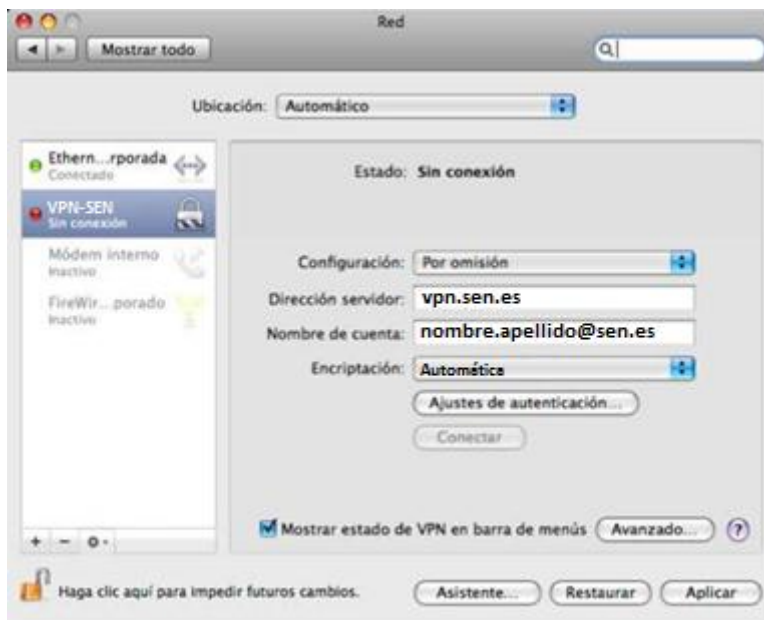 Red
Mostrar todo
Ubicación: Automático
Ethern...rporada
Conectado
VPN-SEN
Sin conexión
Módem interno
Inactivo
FireWir... porado
Inactivo
Estado: Sin conexión
Configuración: Por omisión
Dirección servidor: vpn.sen.es
Nombre de cuenta: nombre.apellido@sen.es
Encriptación: Automática
Ajustes de autenticación...
Conectar
Mostrar estado de VPN en barra de menús Avanzado... ?
Haga clic aquí para impedir futuros cambios. Asistente... Restaurar Aplicar